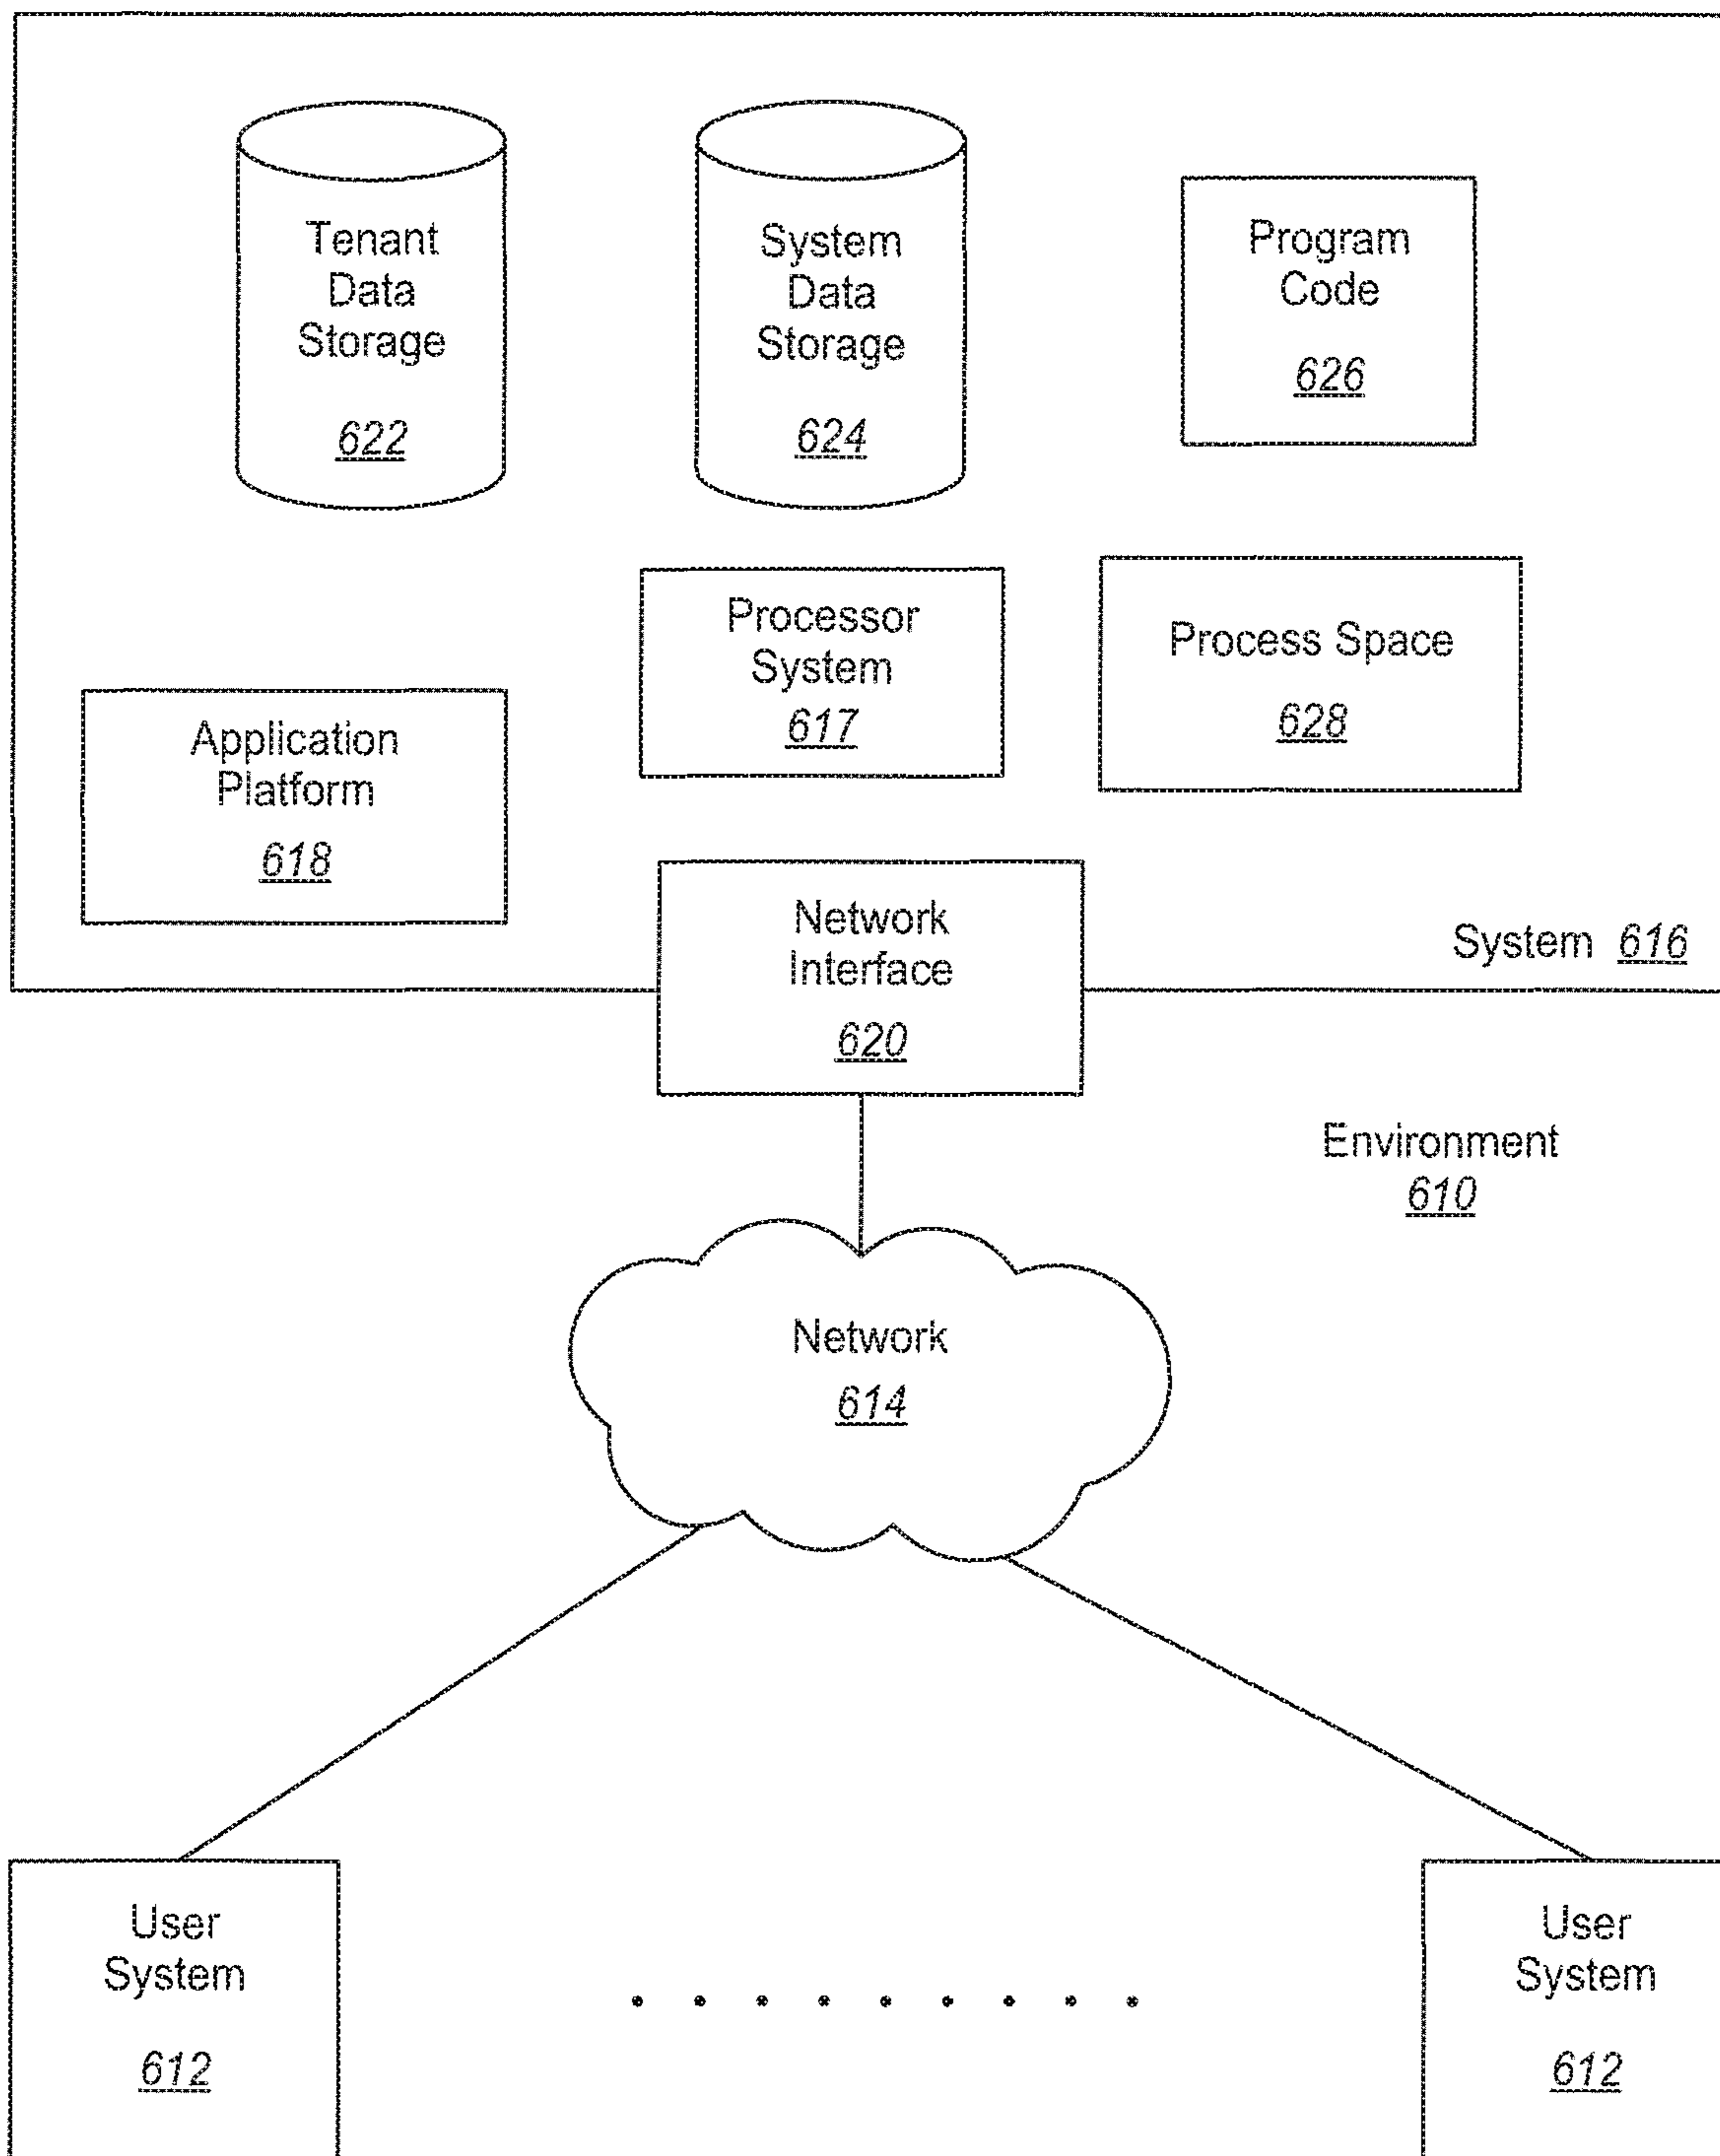 Tenant
Data
Storage
622
System
Data
Storage
624
Program
Code
626
Processor
System
617
Process Space
628
Application
Platform
618
Network
Interface
620
System 616
Environment
610
Network
614
User
System
612
User
System
612